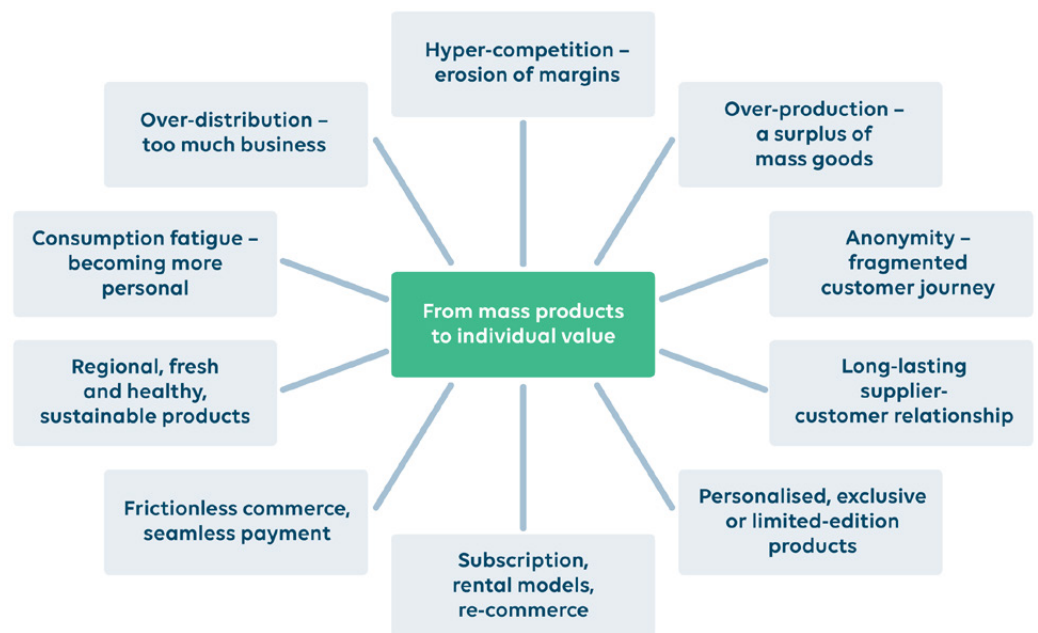 Hyper-competition –
erosion of margins
Over-distribution –
too much business
Over-production –
a surplus of
mass goods
Consumption fatigue –
becoming more
personal
Anonymity –
fragmented
customer journey
From mass products
to individual value
Regional, fresh
and healthy,
sustainable products
Long-lasting
supplier-
customer relationship
Frictionless commerce,
seamless payment
Personalised, exclusive
or limited-edition
products
Subscription,
rental models,
re-commerce